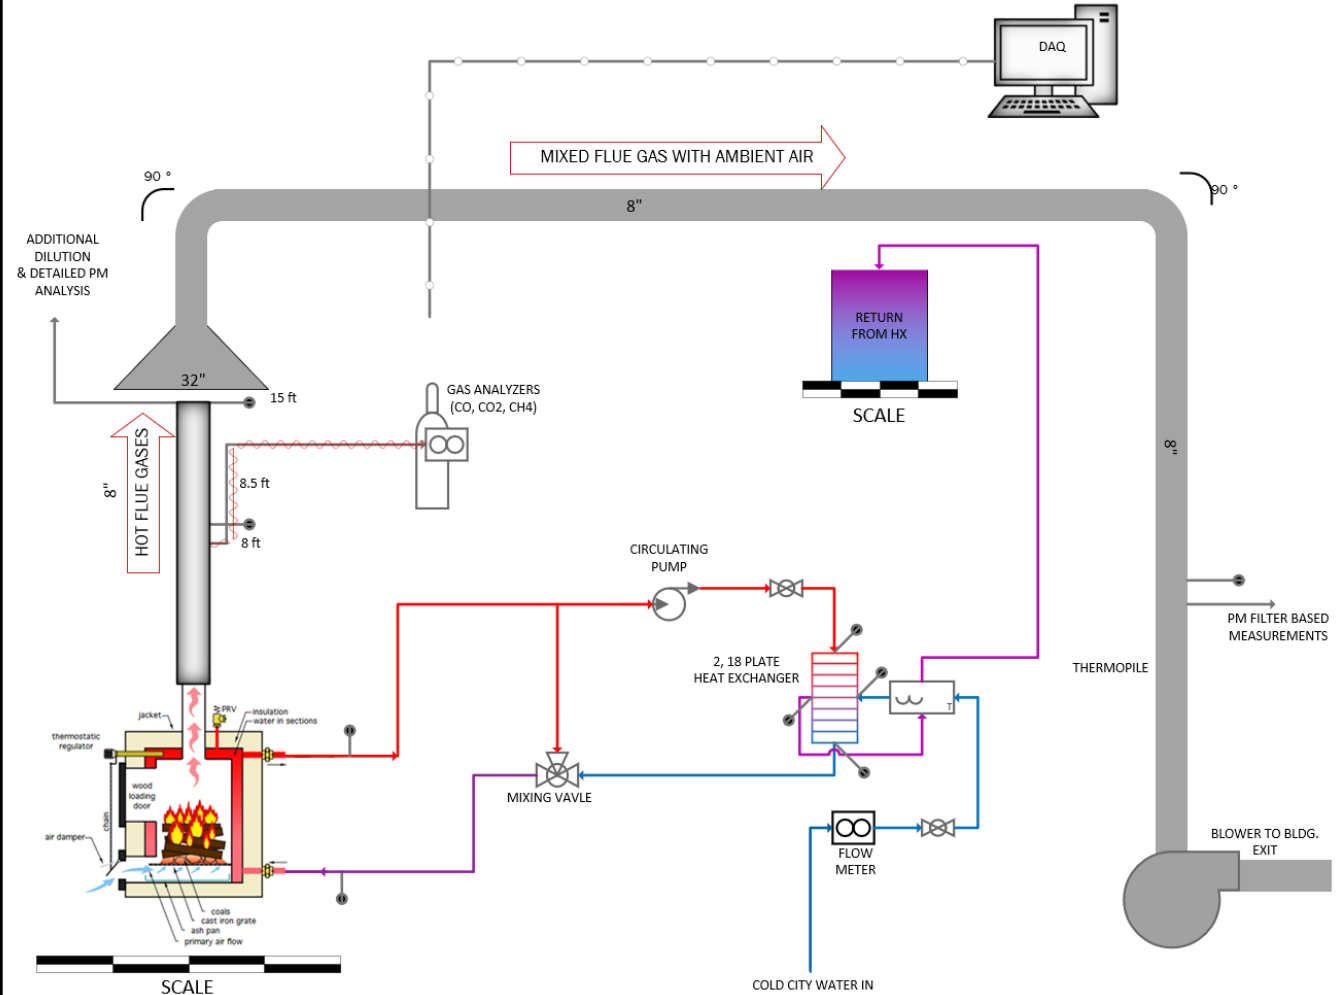 DAQ
MIXED FLUE GAS WITH AMBIENT AIR
90 °
90 °
8"
ADDITIONAL
DILUTION
& DETAILED PM
ANALYSIS
RETURN
FROM HX
SCALE
32"
15 ft
GAS ANALYZERS
(CO, CO2, CH4)
HOT FLUE GASES
8"
8.5 ft
8 ft
8"
CIRCULATING
PUMP
PM FILTER BASED
MEASUREMENTS
2, 18 PLATE
HEAT EXCHANGER
THERMOPILE
T
jacket
PRV
insulation
water in sections
thermostatic
regulator
wood
loading
door
chain
air damper
MIXING VAVLE
FLOW
METER
BLOWER TO BLDG.
EXIT
coals
cast iron grate
ash pan
primary air flow
SCALE
COLD CITY WATER IN